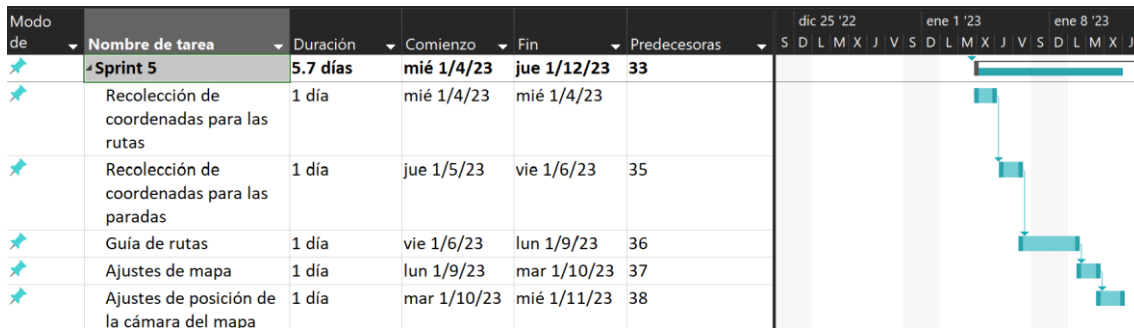 Modo
de
Nombre de tarea Duración Comienzo Fin Predecesoras
dic 25 '22 ene 1 '23 ene 8 '23
S D L M X J V S D L M X J V S D L M X J
Sprint 5 5.7 días mié 1/4/23 jue 1/12/23 33
Recolección de 1 día mié 1/4/23 mié 1/4/23
coordenadas para las
rutas
Recolección de 1 día jue 1/5/23 vie 1/6/23 35
coordenadas para las
paradas
Guía de rutas 1 día vie 1/6/23 lun 1/9/23 36
Ajustes de mapa 1 día lun 1/9/23 mar 1/10/23 37
Ajustes de posición de 1 día mar 1/10/23 mié 1/11/23 38
la cámara del mapa